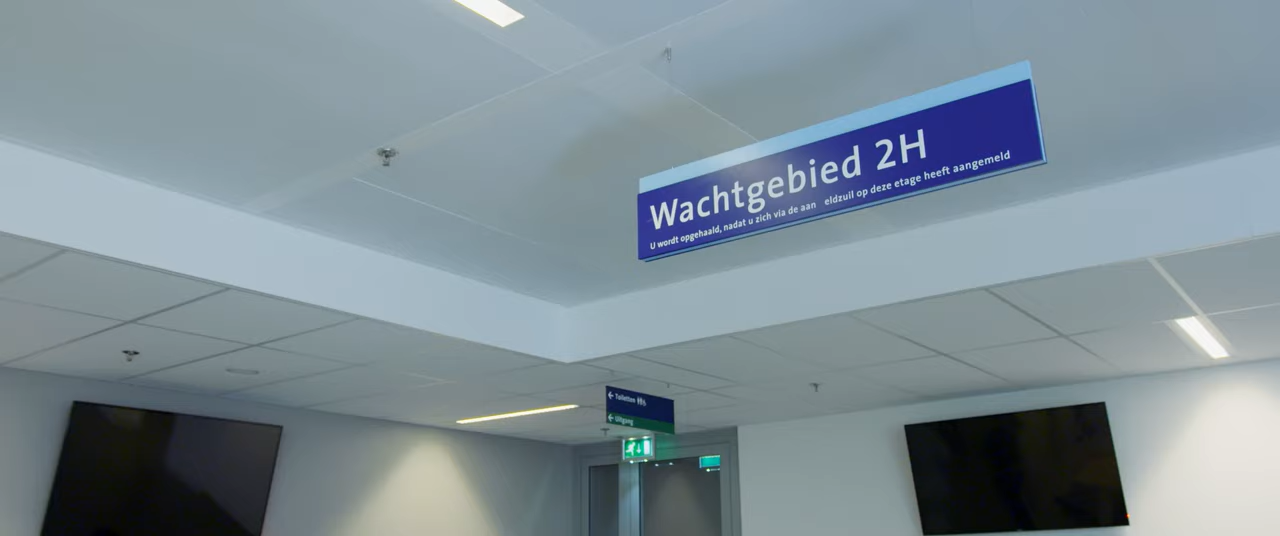 Wachtgebied 2H
U wordt opgehaald, nadat u zich via de aan eldzuil op deze etage heeft aangemeld
Toiletten
Uitgang